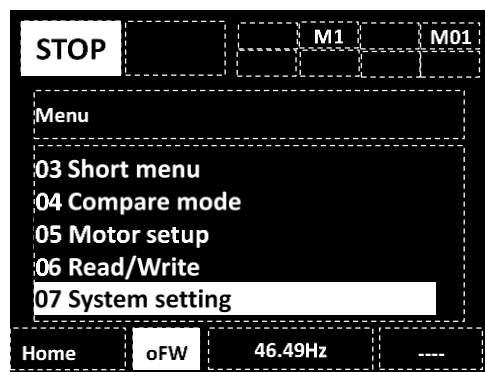 STOP M1 M01
Menu
03 Short menu
04 Compare mode
05 Motor setup
06 Read/Write
07 System setting
Home oFW 46.49Hz ----